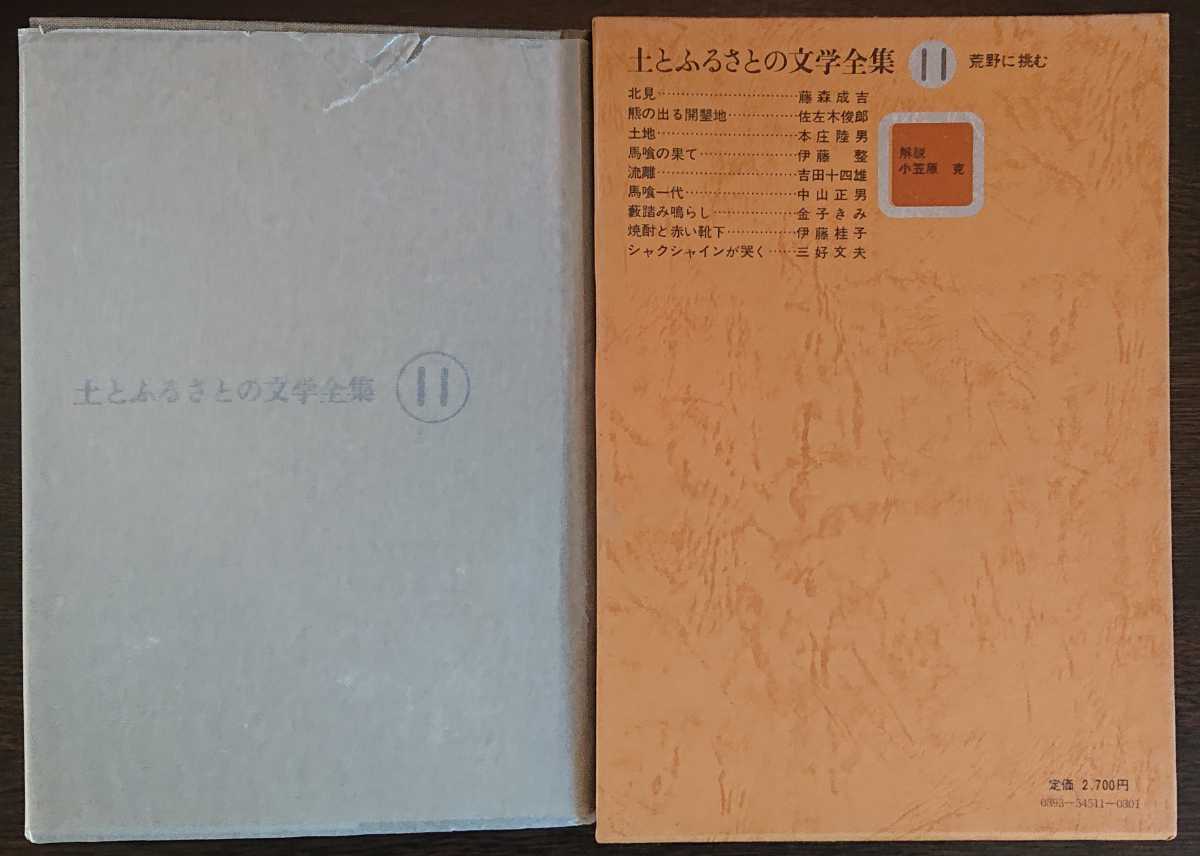 土とふるさとの文学全集 11
土とふるさとの文学全集 11 荒野に挑む
北見…………………………藤森成吉
熊の出る開墾地……………佐左木俊郎
土地…………………………本庄陸男
馬喰の果て…………………伊藤 整
流離…………………………吉田十四雄
馬喰一代……………………中山正男
藪踏み鳴らし………………金子きみ
焼酎と赤い靴下……………伊藤桂子
シャクシャインが哭く……三好文夫
解説
小笠原 克
定価 2,700円
0393-54511-0301